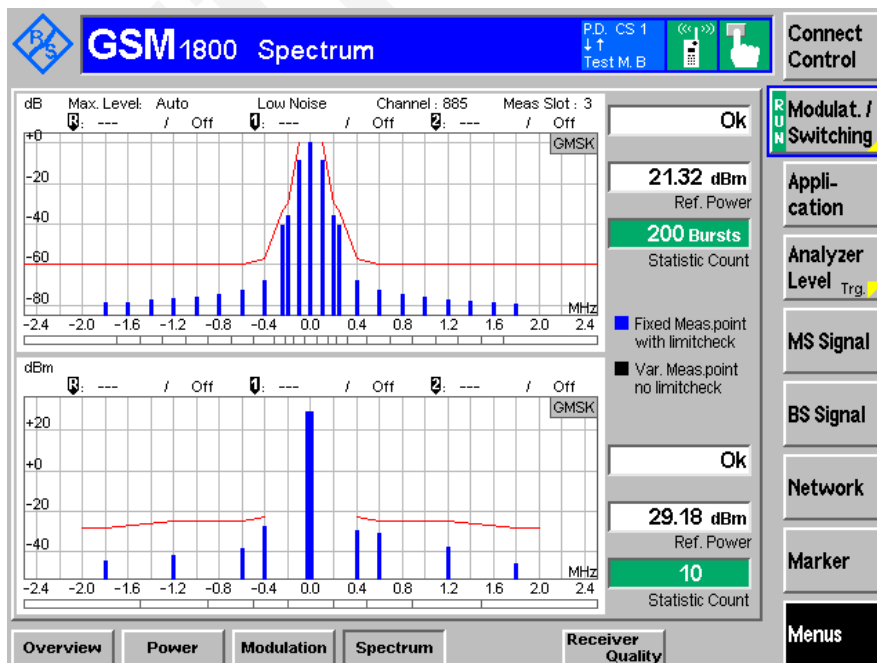 R/S
GSM1800 Spectrum
P.D. CS 1
↓↑
Test M. B
Connect
Control
dB Max. Level: Auto Low Noise Channel : 885 Meas Slot : 3
R: --- / Off 1: --- / Off 2: --- / Off
+0
GMSK
-20
-40
-60
-80
MHz
-2.4 -2.0 -1.6 -1.2 -0.8 -0.4 0.0 0.4 0.8 1.2 1.6 2.0 2.4
Ok
21.32 dBm
Ref. Power
200 Bursts
Statistic Count
Fixed Meas.point
with limitcheck
Var. Meas.point
no limitcheck
dBm
R: --- / Off 1: --- / Off 2: --- / Off
GMSK
+20
+0
-20
-40
MHz
-2.4 -2.0 -1.6 -1.2 -0.8 -0.4 0.0 0.4 0.8 1.2 1.6 2.0 2.4
Ok
29.18 dBm
Ref. Power
10
Statistic Count
RUN
Modulat. /
Switching
Appli-
cation
Analyzer
Level Trg.
MS Signal
BS Signal
Network
Marker
Menus
Overview
Power
Modulation
Spectrum
Receiver
Quality